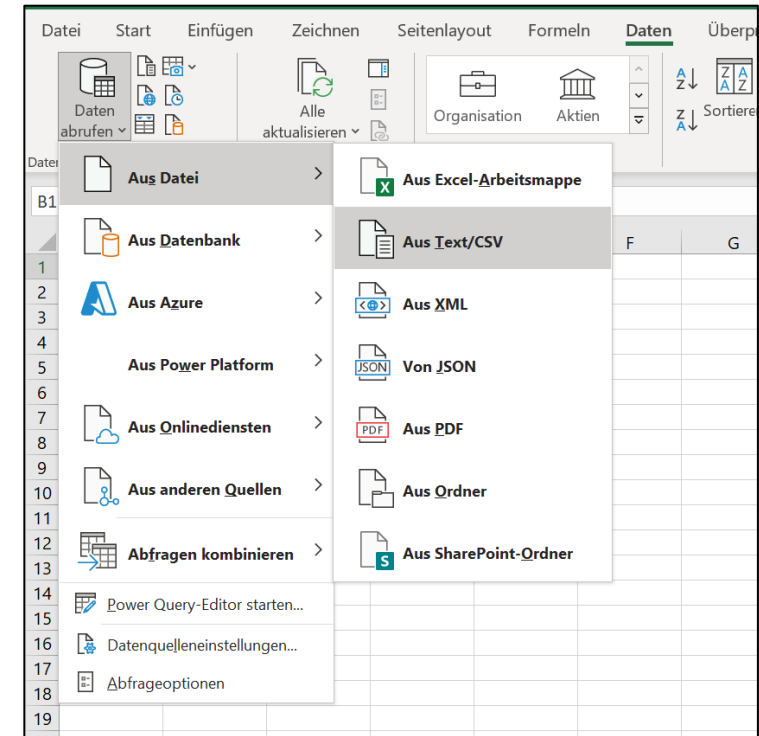 Datei Start Einfügen Zeichnen Seitenlayout Formeln Daten
Daten
abrufen
Alle
aktualisieren
Organisation
Aktien
Sortieren
B1
F G
1
2
3
4
5
6
7
8
9
10
11
12
13
14
15
16
17
18
19
Aus Datei
Aus Datenbank
Aus Azure
Aus Power Platform
Aus Onlinediensten
Aus anderen Quellen
Abfragen kombinieren
Power Query-Editor starten...
Datenquelleneinstellungen...
Abfrageoptionen
Aus Excel-Arbeitsmappe
Aus Text/CSV
Aus XML
JSON
Von JSON
PDF
Aus PDF
Aus Ordner
Aus SharePoint-Ordner